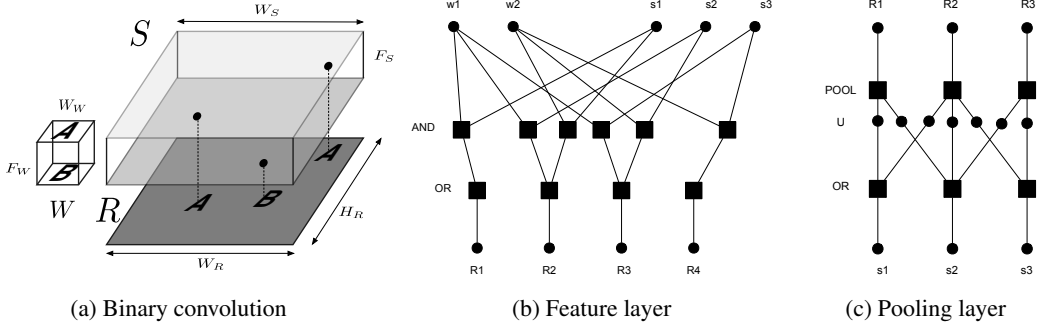 W_S
S
F_S
W_W
A
F_W
B
W
R
A
B
A
H_R
W_R
(a) Binary convolution
w1 w2 s1 s2 s3
AND
OR
R1 R2 R3 R4
(b) Feature layer
R1 R2 R3
POOL
U
OR
s1 s2 s3
(c) Pooling layer